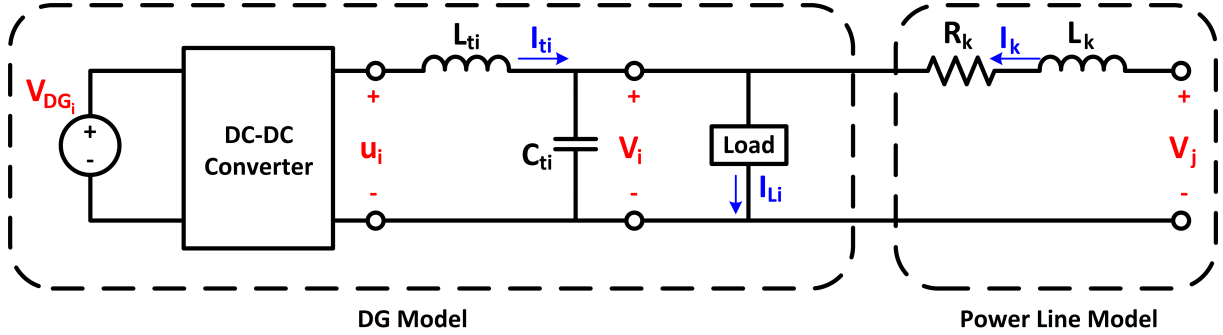 L_ti
I_ti
R_k
I_k
L_k
V_DG_i
+
-
DC-DC
Converter
+
u_i
-
C_ti
+
V_i
-
Load
I_Li
+
V_j
-
DG Model
Power Line Model